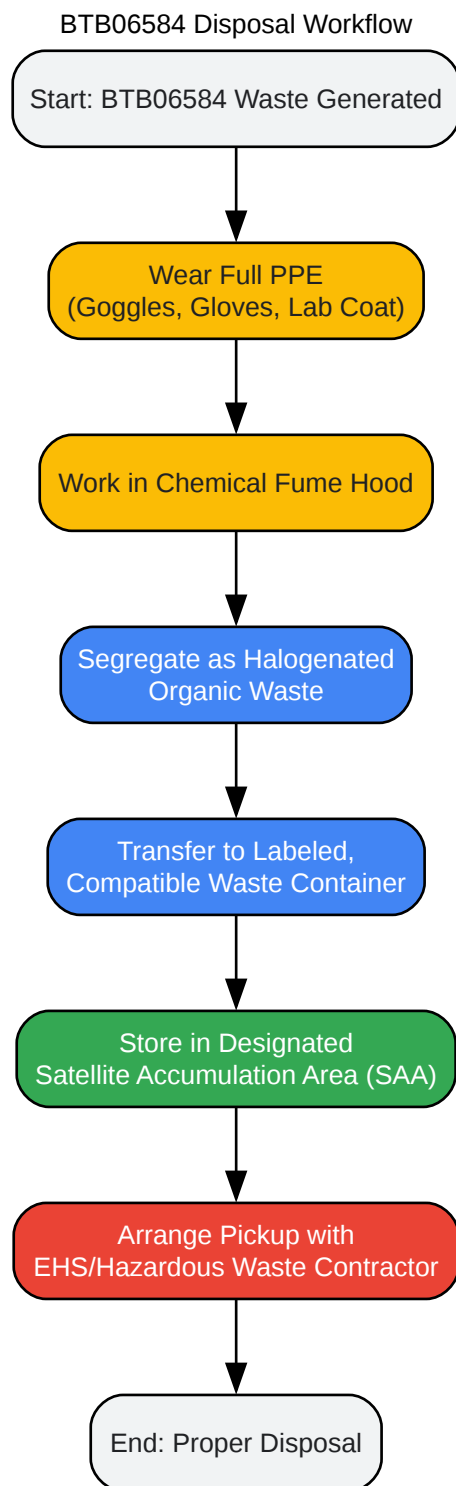 BTB06584 Disposal Workflow
Start: BTB06584 Waste Generated
Wear Full PPE
(Goggles, Gloves, Lab Coat)
Work in Chemical Fume Hood
Segregate as Halogenated
Organic Waste
Transfer to Labeled,
Compatible Waste Container
Store in Designated
Satellite Accumulation Area (SAA)
Arrange Pickup with
EHS/Hazardous Waste Contractor
End: Proper Disposal